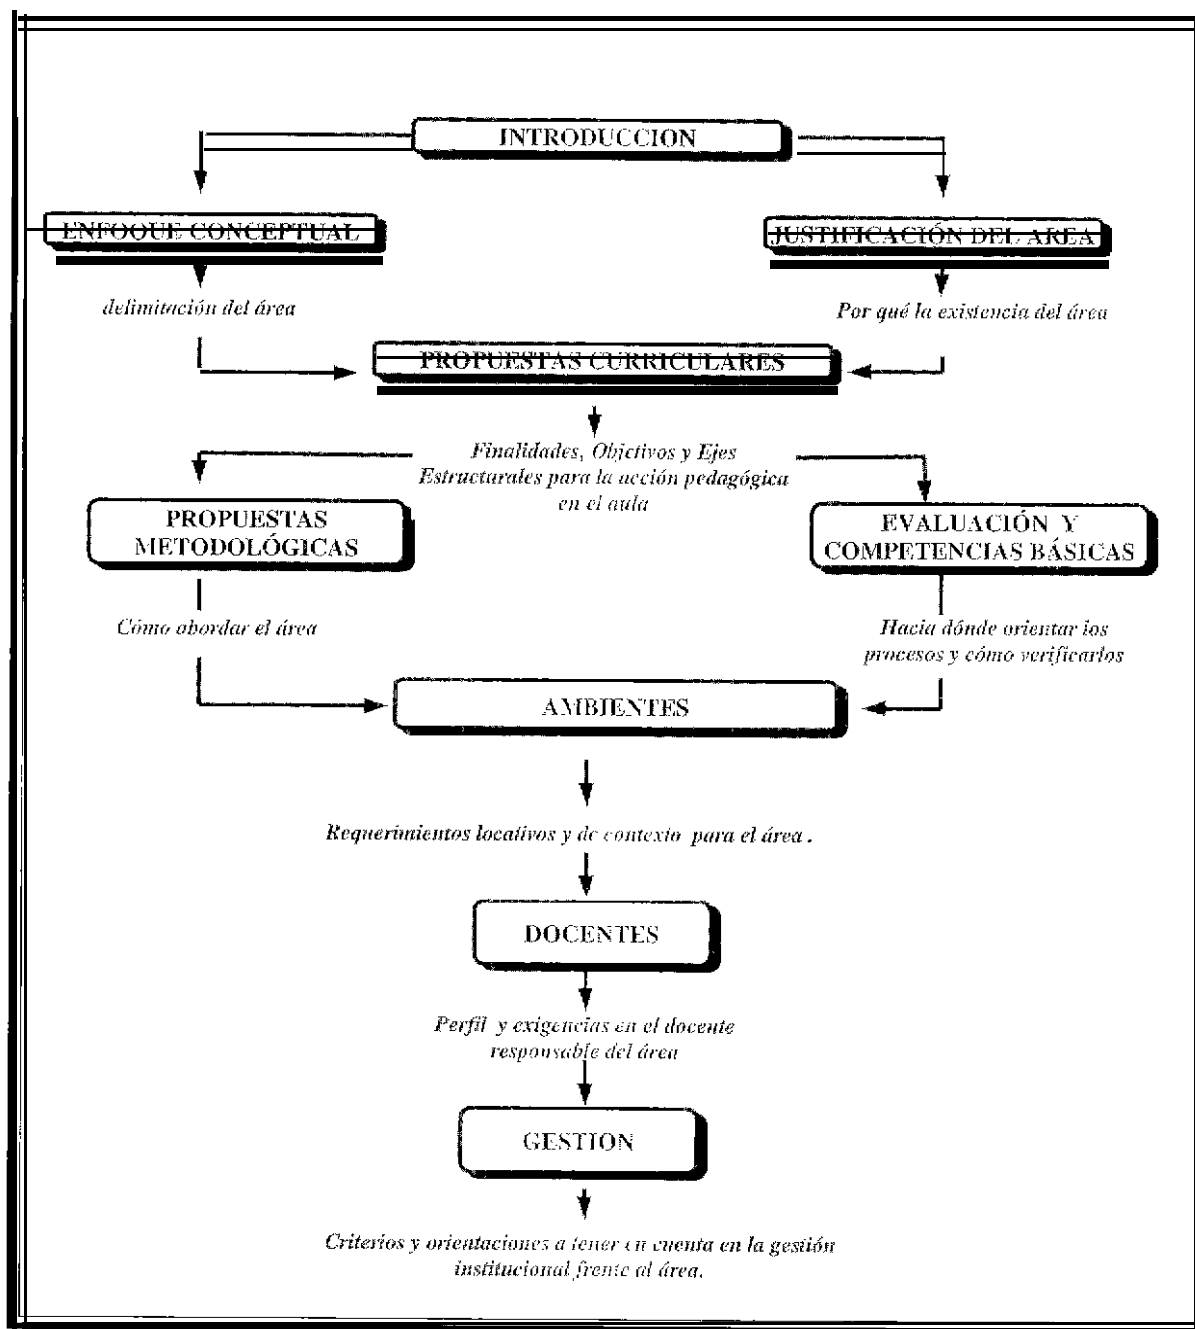 INTRODUCCION
ENFOQUE CONCEPTUAL
JUSTIFICACIÓN DEL AREA
delimitación del área
Por qué la existencia del área
PROPUESTAS CURRICULARES
Finalidades, Objetivos y Ejes
Estructurales para la acción pedagógica
en el aula
PROPUESTAS
METODOLÓGICAS
EVALUACIÓN Y
COMPETENCIAS BÁSICAS
Cómo abordar el área
Hacia dónde orientar los
procesos y cómo verificarlos
AMBIENTES
Requerimientos locativos y de contexto para el área .
DOCENTES
Perfil y exigencias en el docente
responsable del área
GESTION
Criterios y orientaciones a tener en cuenta en la gestión
institucional frente al área.